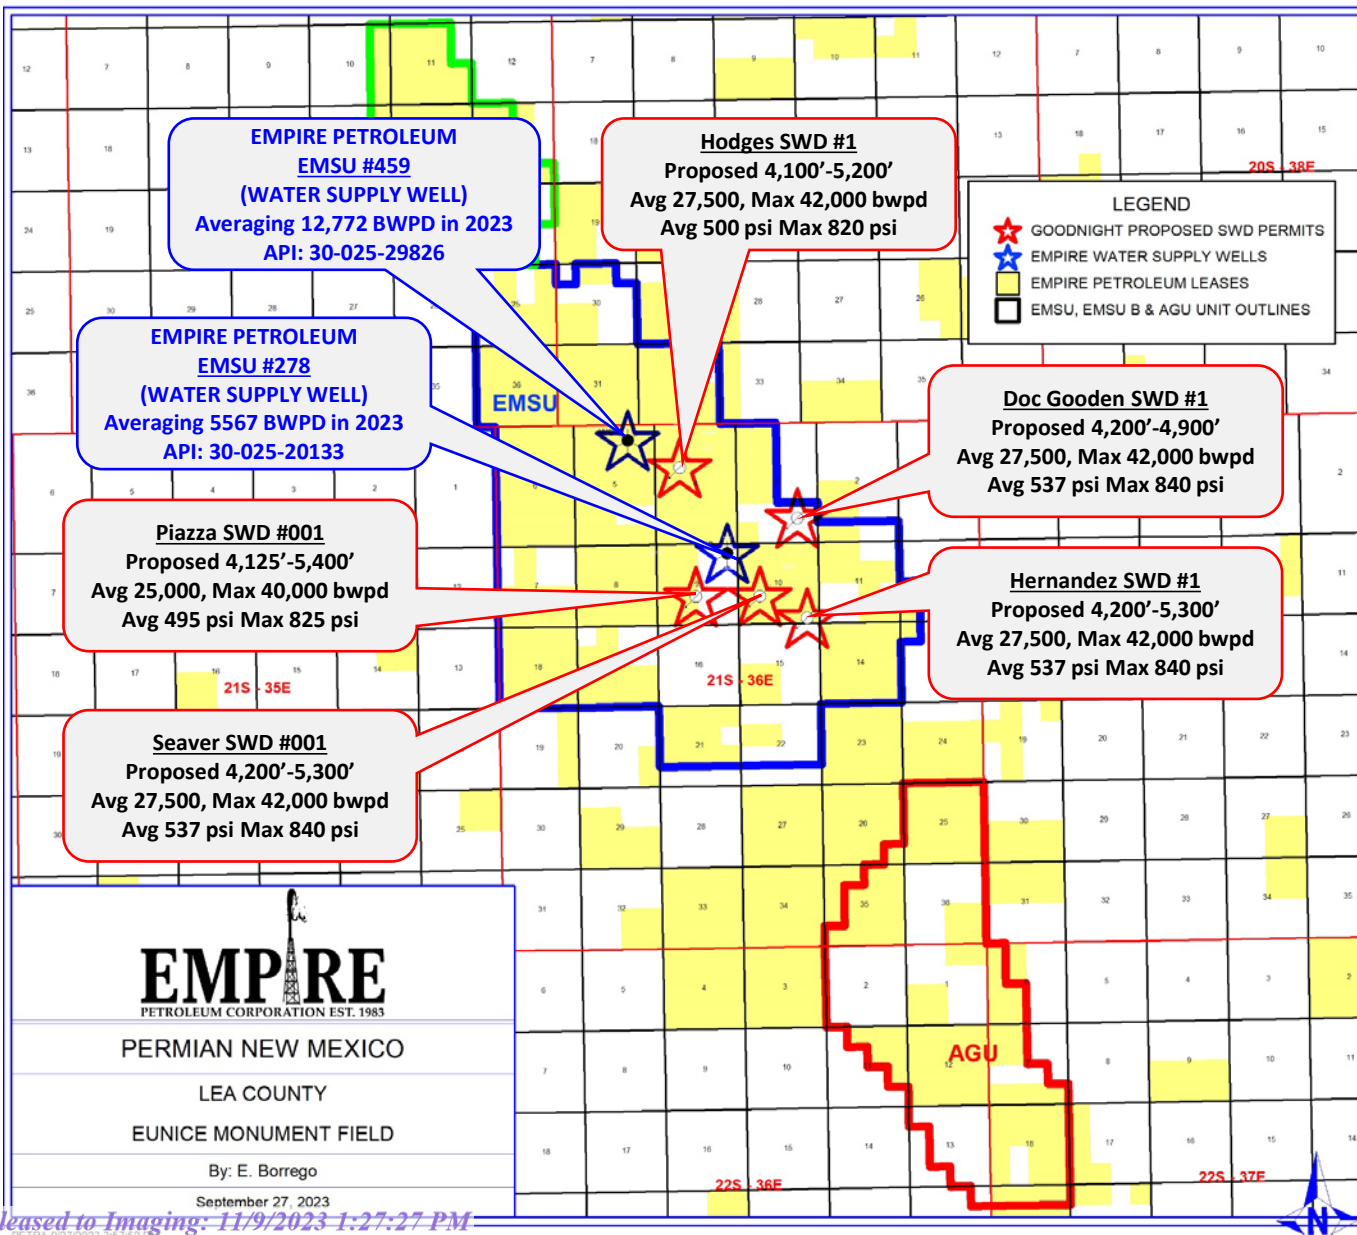 EMPIRE PETROLEUM
EMSU #459
(WATER SUPPLY WELL)
Averaging 12,772 BWPD in 2023
API: 30-025-29826
Hodges SWD #1
Proposed 4,100’-5,200’
Avg 27,500, Max 42,000 bwpd
Avg 500 psi Max 820 psi
20S - 38E
LEGEND
GOODNIGHT PROPOSED SWD PERMITS
EMPIRE WATER SUPPLY WELLS
EMPIRE PETROLEUM LEASES
EMSU, EMSU B & AGU UNIT OUTLINES
EMPIRE PETROLEUM
EMSU #278
(WATER SUPPLY WELL)
Averaging 5567 BWPD in 2023
API: 30-025-20133
EMSU
Doc Gooden SWD #1
Proposed 4,200’-4,900’
Avg 27,500, Max 42,000 bwpd
Avg 537 psi Max 840 psi
Piazza SWD #001
Proposed 4,125’-5,400’
Avg 25,000, Max 40,000 bwpd
Avg 495 psi Max 825 psi
Hernandez SWD #1
Proposed 4,200’-5,300’
Avg 27,500, Max 42,000 bwpd
Avg 537 psi Max 840 psi
21S - 35E
21S - 36E
Seaver SWD #001
Proposed 4,200’-5,300’
Avg 27,500, Max 42,000 bwpd
Avg 537 psi Max 840 psi
AGU
22S - 36E
22S - 37E
EMPIRE
PETROLEUM CORPORATION EST. 1983
PERMIAN NEW MEXICO
LEA COUNTY
EUNICE MONUMENT FIELD
By: E. Borrego
September 27, 2023
leased to Imaging: 11/9/2023 1:27:27 PM
N